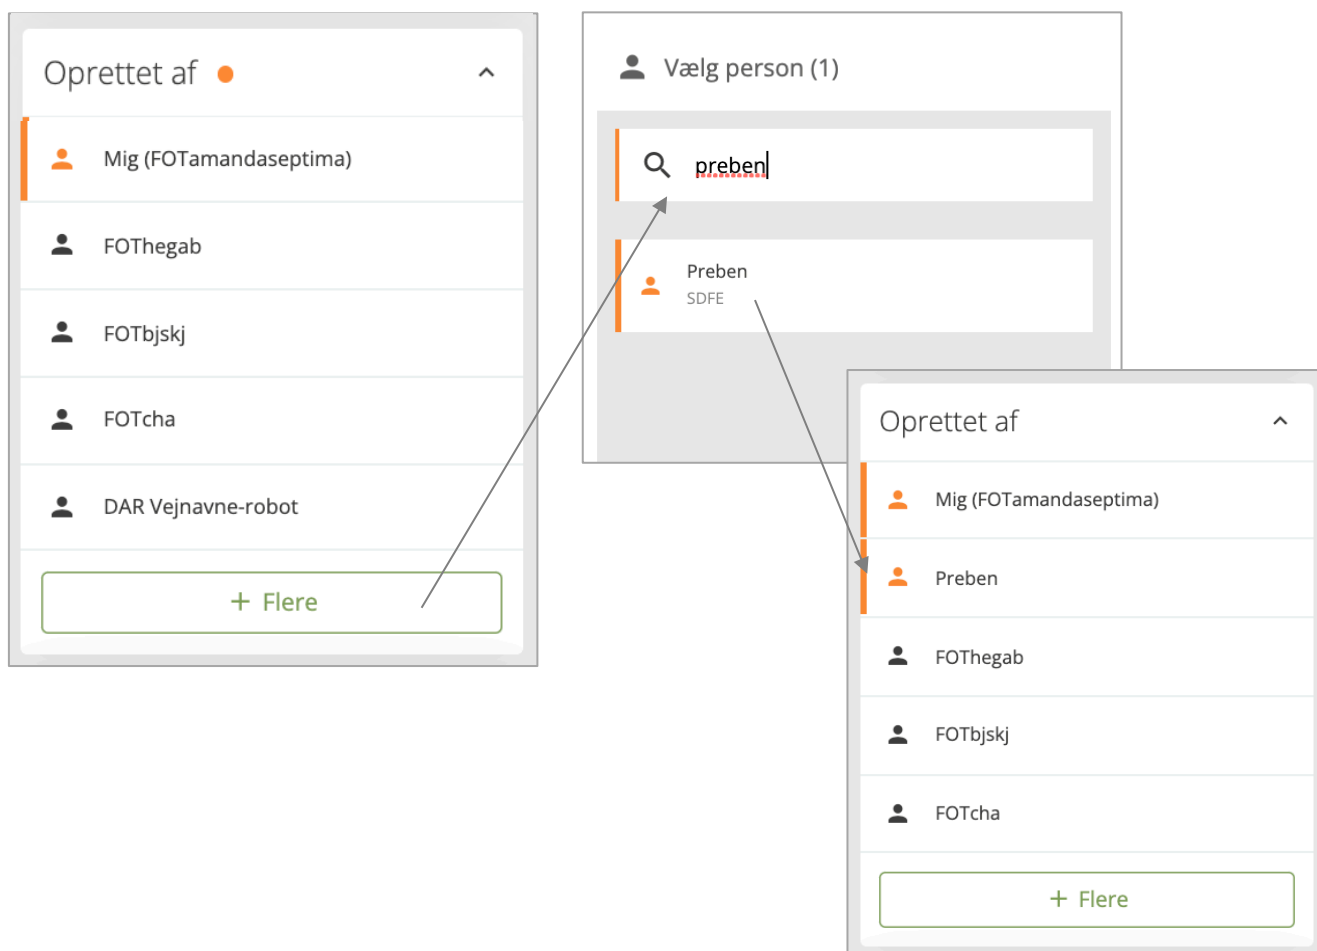 Oprettet af
Mig (FOTamandaseptima)
FOThegab
FOTbjskj
FOTcha
DAR Vejnavne-robot
+ Flere
Vælg person (1)
preben
Preben
SDFE
Oprettet af
Mig (FOTamandaseptima)
Preben
FOThegab
FOTbjskj
FOTcha
+ Flere